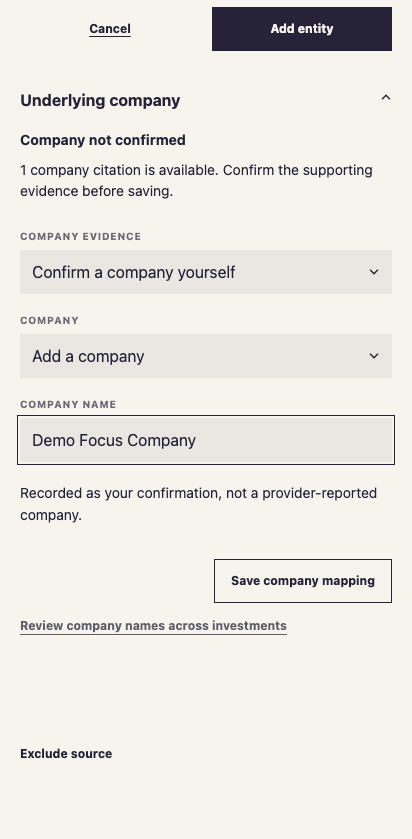 Cancel
Add entity
Underlying company
Company not confirmed
1 company citation is available. Confirm the supporting
evidence before saving.
COMPANY EVIDENCE
Confirm a company yourself
COMPANY
Add a company
COMPANY NAME
Demo Focus Company
Recorded as your confirmation, not a provider-reported
company.
Save company mapping
Review company names across investments
Exclude source